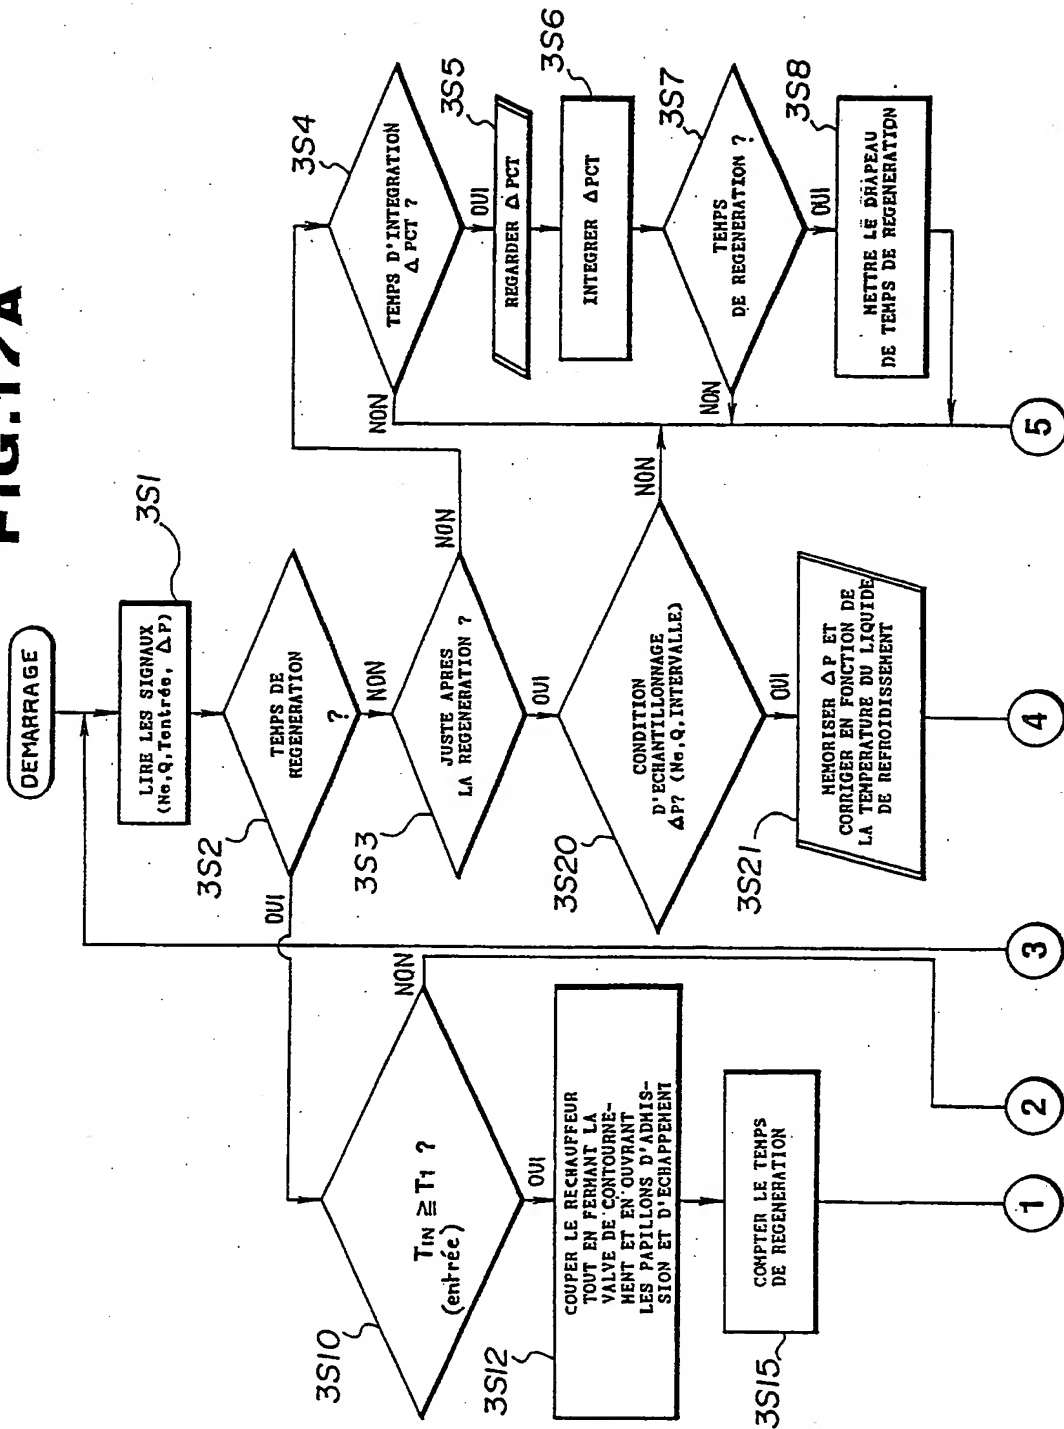 FIG.17A
DEMARRAGE
3S1
LIRE LES SIGNAUX
(Ne,Q,Tentrée, ΔP)
3S2
TEMPS DE
REGENERATION
?
OUI
NON
3S3
JUSTE APRES
LA REGENERATION ?
NON
OUI
3S4
TEMPS D'INTEGRATION
Δ PCT ?
NON
OUI
3S5
REGARDER Δ PCT
3S6
INTEGRER Δ PCT
3S7
TEMPS
DE REGENERATION ?
NON
OUI
3S8
METTRE LE DRAPEAU
DE TEMPS DE REGENERATION
3S20
CONDITION
D'ECHANTILLONNAGE
ΔP? (Ne,Q,INTERVALLE)
NON
OUI
3S21
MEMORISER Δ P ET
CORRIGER EN FONCTION DE
LA TEMPERATURE DU LIQUIDE
DE REFROIDISSEMENT
3S10
TIN ≧ T1 ?
(entrée)
NON
OUI
3S12
COUPER LE RECHAUFFEUR
TOUT EN FERMANT LA
VALVE DE CONTOURNE-
MENT ET EN OUVRANT
LES PAPILLONS D'ADMIS-
SION ET D'ECHAPPEMENT
3S15
COMPTER LE TEMPS
DE REGENERATION
1
2
3
4
5